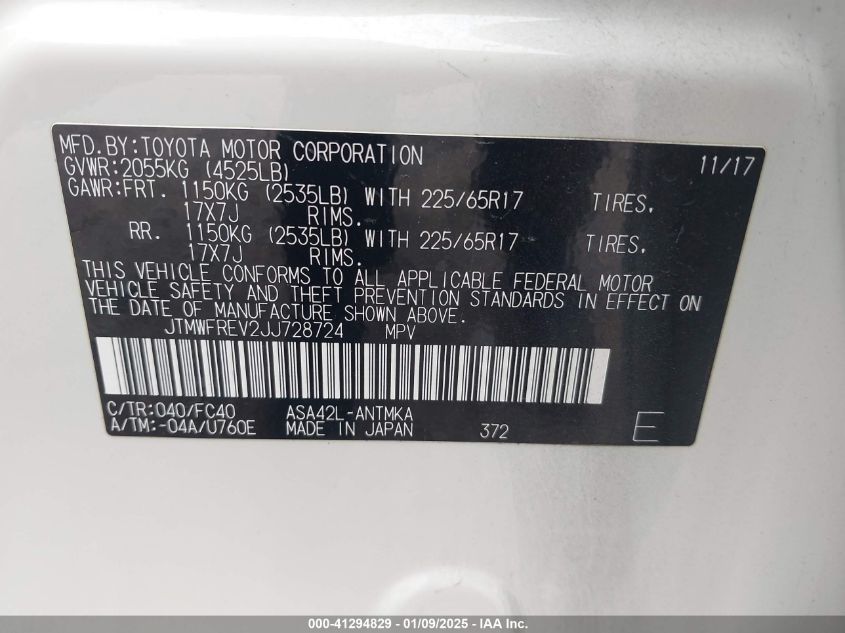 MFD.BY:TOYOTA MOTOR CORPORATION 11/17
GVWR:2055KG (4525LB)
GAWR:FRT. 1150KG (2535LB) WITH 225/65R17 TIRES,
17X7J RIMS.
RR. 1150KG (2535LB) WITH 225/65R17 TIRES,
17X7J RIMS.
THIS VEHICLE CONFORMS TO ALL APPLICABLE FEDERAL MOTOR
VEHICLE SAFETY AND THEFT PREVENTION STANDARDS IN EFFECT ON
THE DATE OF MANUFACTURE SHOWN ABOVE.
JTMWFREV2JJ728724 MPV
C/TR:040/FC40 ASA42L-ANTMKA
A/TM:-04A/U760E MADE IN JAPAN 372 E
000-41294829 - 01/09/2025 - IAA, Inc.